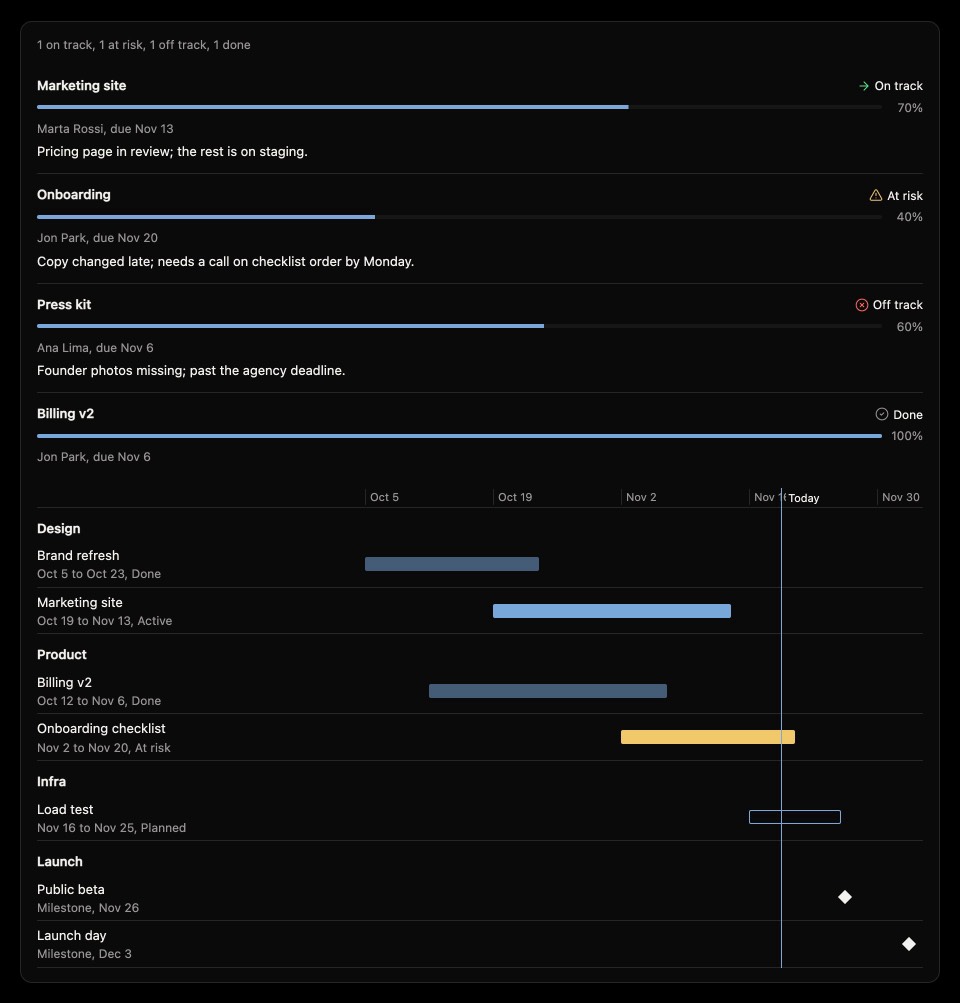 1 on track, 1 at risk, 1 off track, 1 done
Marketing site
On track
70%
Marta Rossi, due Nov 13
Pricing page in review; the rest is on staging.
Onboarding
At risk
40%
Jon Park, due Nov 20
Copy changed late; needs a call on checklist order by Monday.
Press kit
Off track
60%
Ana Lima, due Nov 6
Founder photos missing; past the agency deadline.
Billing v2
Done
100%
Jon Park, due Nov 6
Oct 5 Oct 19 Nov 2 Nov Today Nov 30
Design
Brand refresh
Oct 5 to Oct 23, Done
Marketing site
Oct 19 to Nov 13, Active
Product
Billing v2
Oct 12 to Nov 6, Done
Onboarding checklist
Nov 2 to Nov 20, At risk
Infra
Load test
Nov 16 to Nov 25, Planned
Launch
Public beta
Milestone, Nov 26
Launch day
Milestone, Dec 3